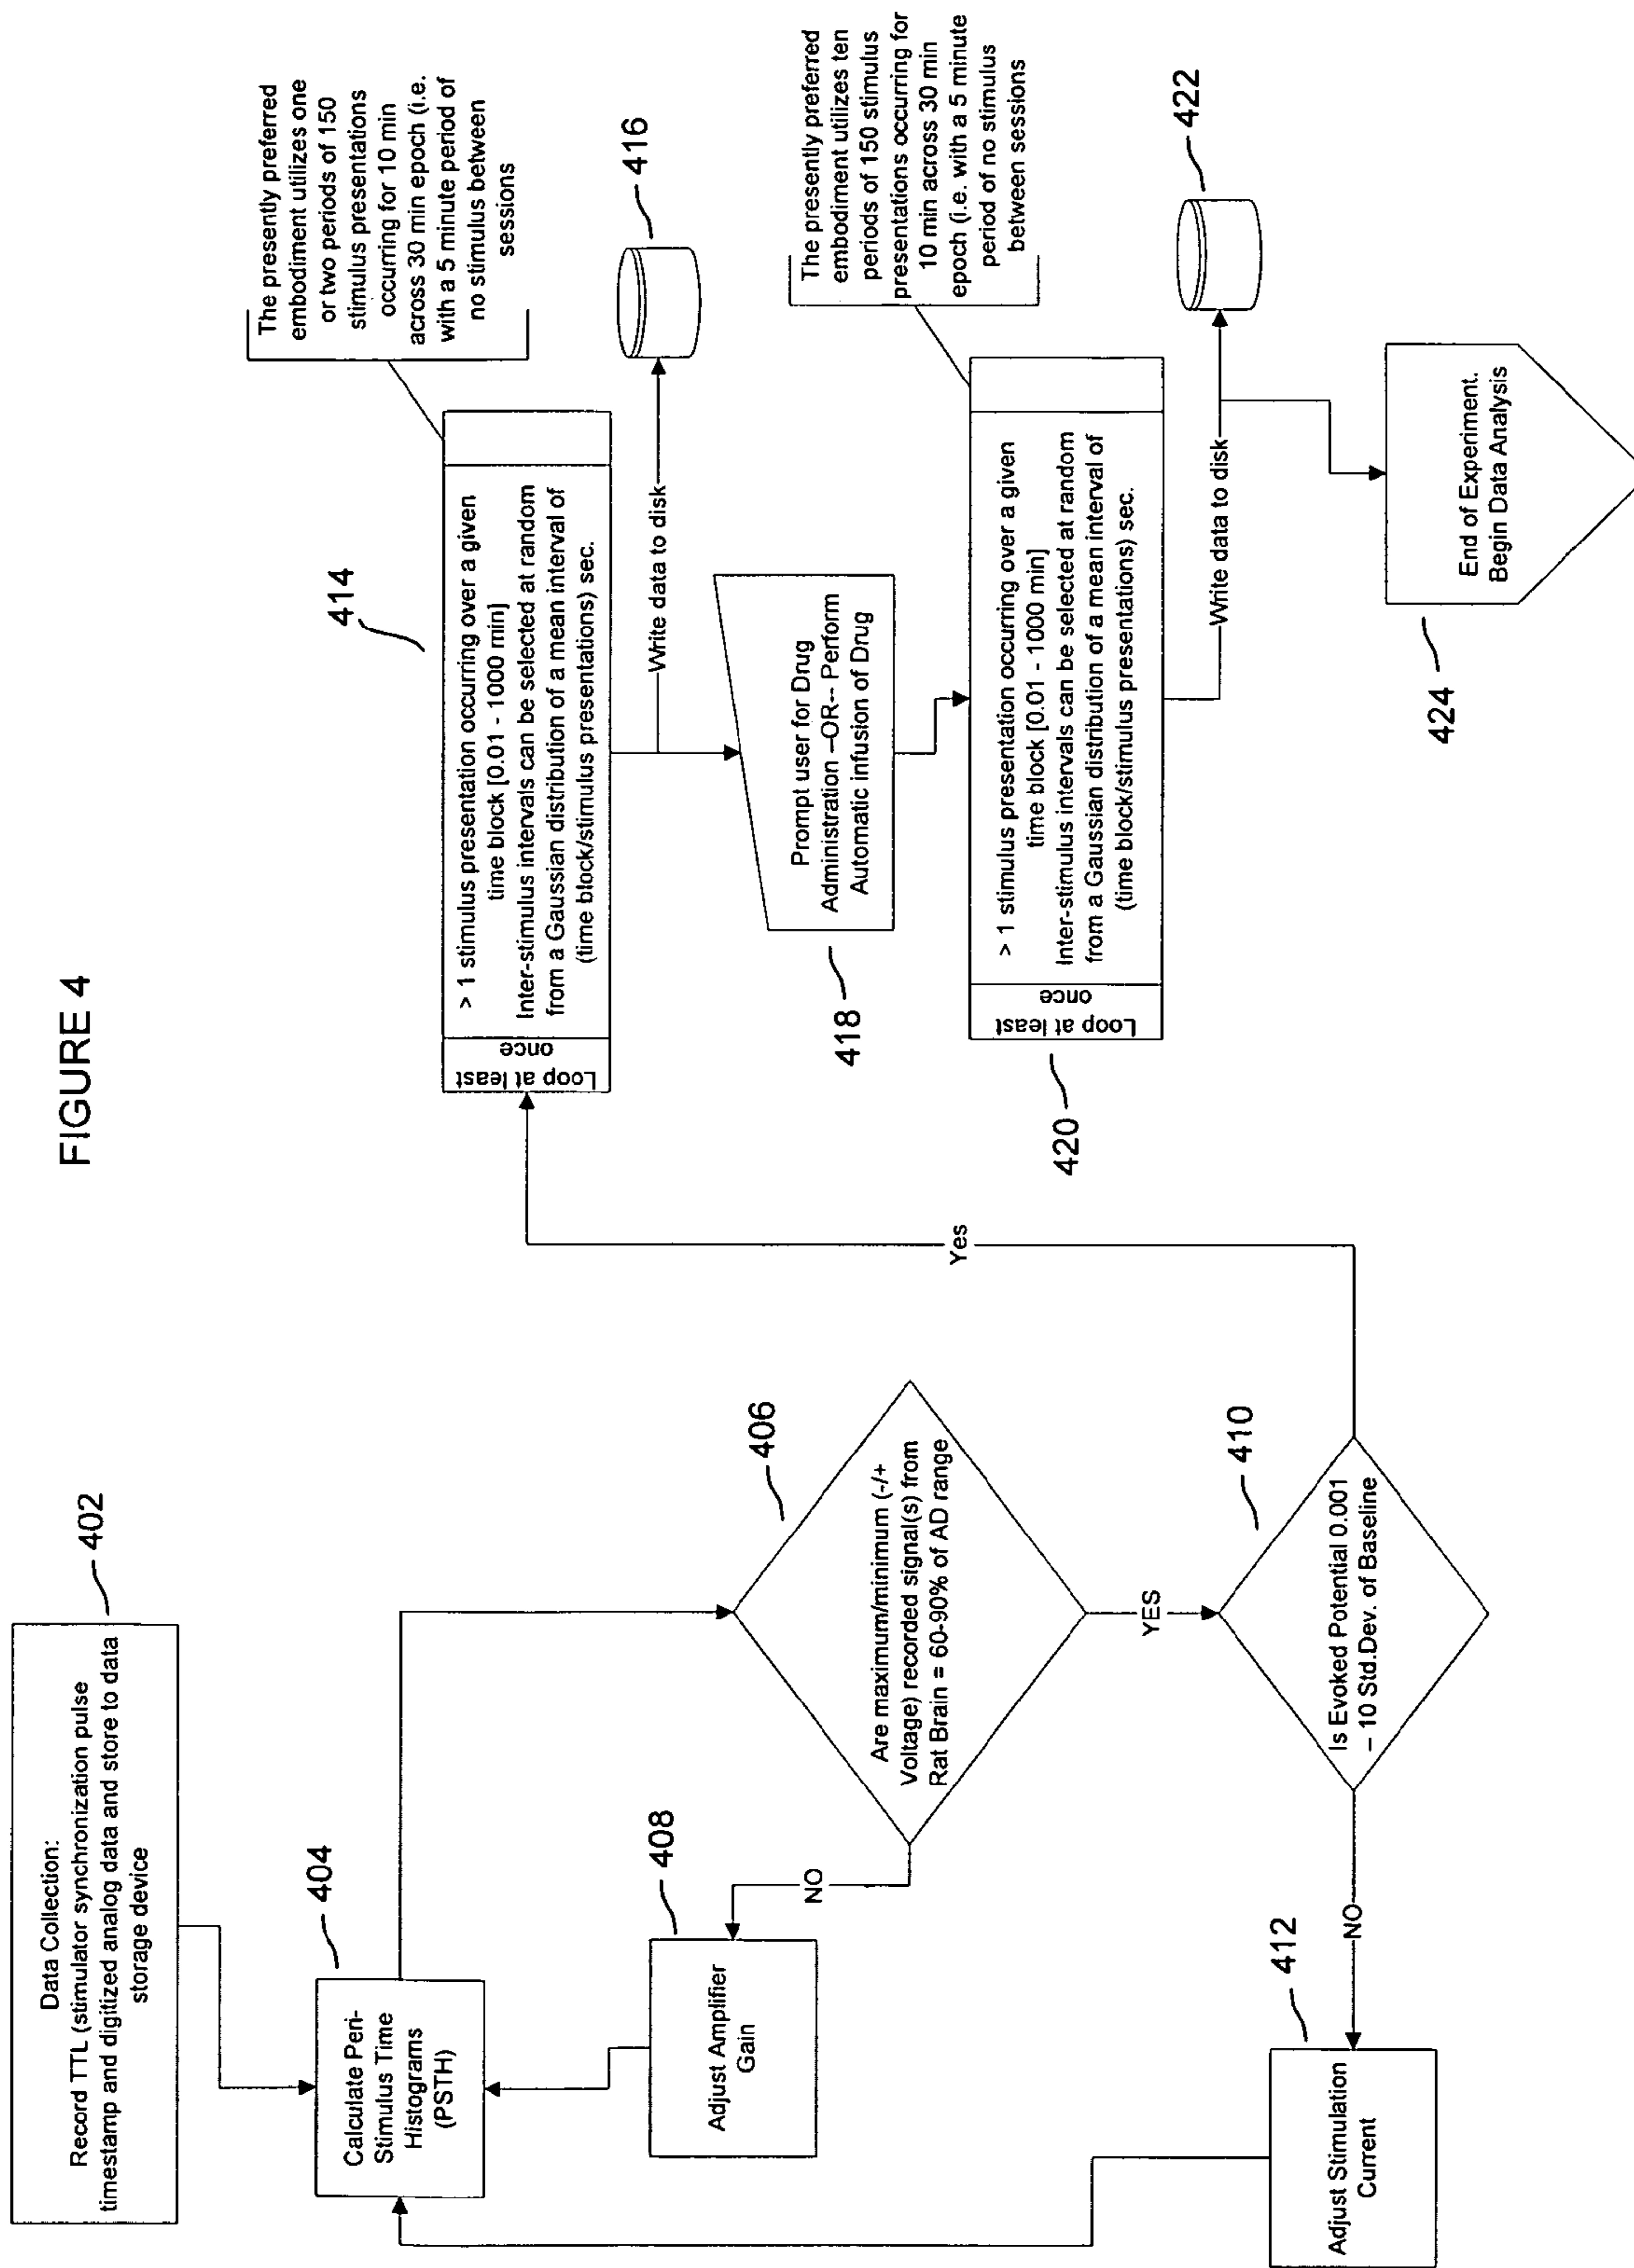 FIGURE 4
Data Collection:
Record TTL (stimulator synchronization pulse
timestamp and digitized analog data and store to data
storage device
402
Calculate Peri-
Stimulus Time
Histograms
(PSTH)
404
Are maximum/minimum (-/+
Voltage) recorded signal(s) from
Rat Brain = 60-90% of AD range
406
NO
Adjust Amplifier
Gain
408
YES
Is Evoked Potential 0.001
– 10 Std.Dev. of Baseline
410
NO
Adjust Stimulation
Current
412
Yes
Loop at least
once
> 1 stimulus presentation occurring over a given
time block [0.01 - 1000 min]
Inter-stimulus intervals can be selected at random
from a Gaussian distribution of a mean interval of
(time block/stimulus presentations) sec.
414
The presently preferred
embodiment utilizes one
or two periods of 150
stimulus presentations
occurring for 10 min
across 30 min epoch (i.e.
with a 5 minute period of
no stimulus between
sessions
Write data to disk
416
Prompt user for Drug
Administration –OR-- Perform
Automatic infusion of Drug
418
Loop at least
once
> 1 stimulus presentation occurring over a given
time block [0.01 - 1000 min]
Inter-stimulus intervals can be selected at random
from a Gaussian distribution of a mean interval of
(time block/stimulus presentations) sec.
420
The presently preferred
embodiment utilizes ten
periods of 150 stimulus
presentations occurring for
10 min across 30 min
epoch (i.e. with a 5 minute
period of no stimulus
between sessions
Write data to disk
422
End of Experiment.
Begin Data Analysis
424